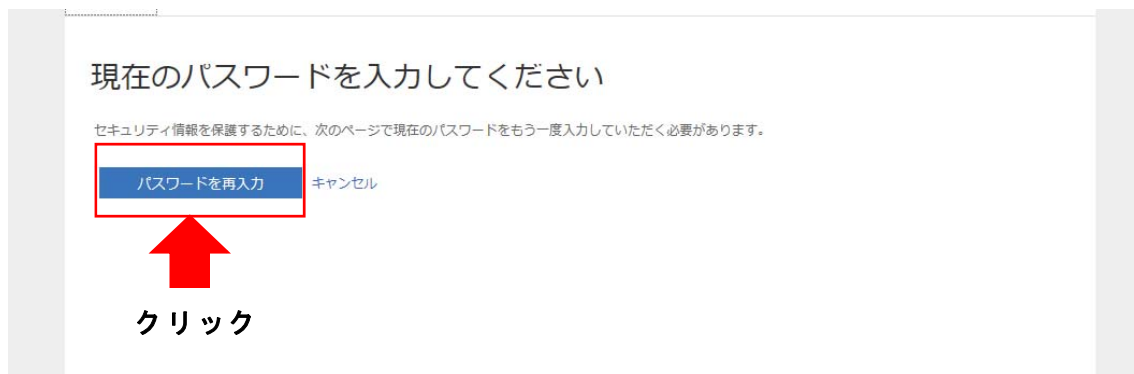 現在のパスワードを入力してください
セキュリティ情報を保護するために、次のページで現在のパスワードをもう一度入力していただく必要があります。
パスワードを再入力 キャンセル
クリック